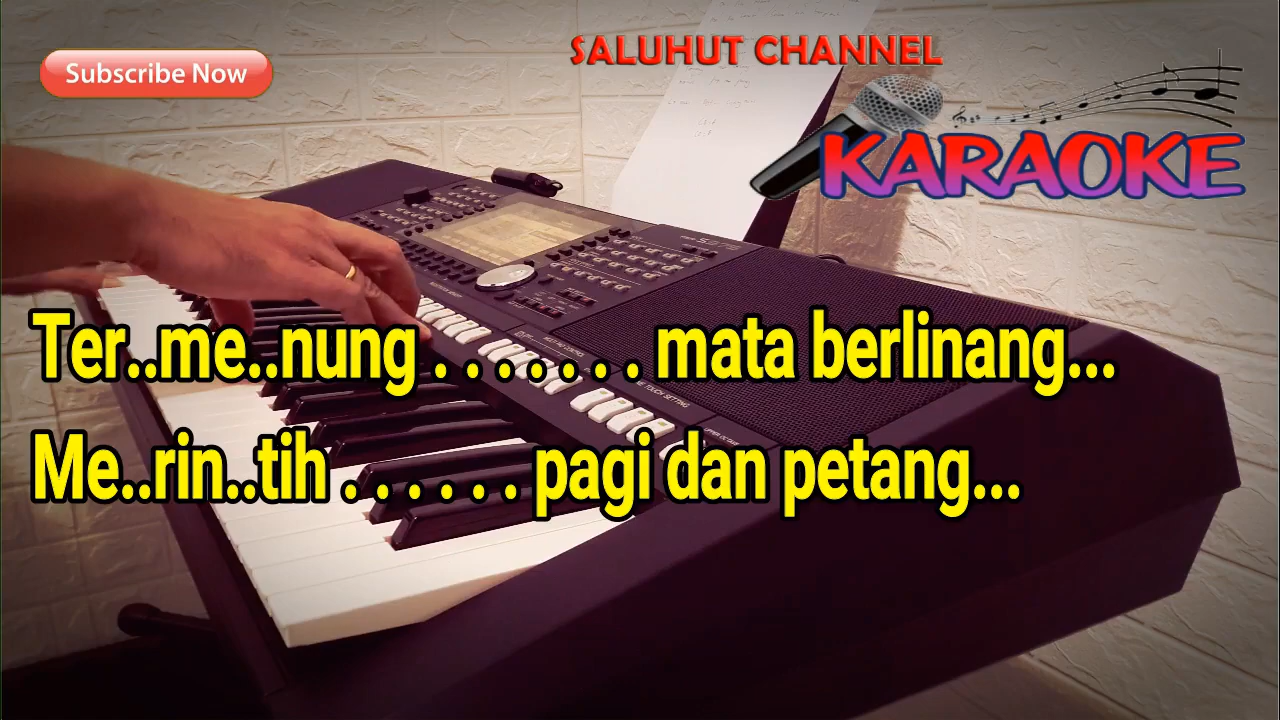 Subscribe Now
SALUHUT CHANNEL
KARAOKE
Ter..me..nung . . . . . . . mata berlinang...
Me..rin..tih . . . . . . pagi dan petang...